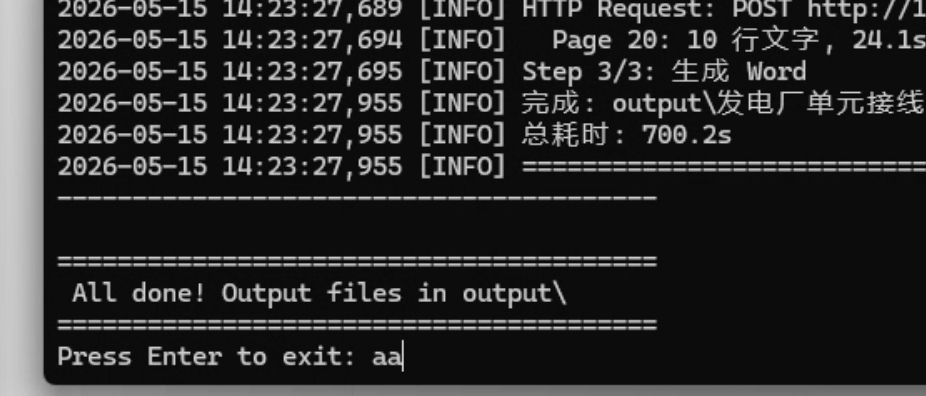 2026-05-15 14:23:27,689 [INFO] HTTP Request: POST http://1
2026-05-15 14:23:27,694 [INFO]   Page 20: 10 行文字, 24.1s
2026-05-15 14:23:27,695 [INFO] Step 3/3: 生成 Word
2026-05-15 14:23:27,955 [INFO] 完成: output\发电厂单元接线
2026-05-15 14:23:27,955 [INFO] 总耗时: 700.2s
2026-05-15 14:23:27,955 [INFO] ===========================
----------------------------------------
========================================
 All done! Output files in output\
========================================
Press Enter to exit: aa